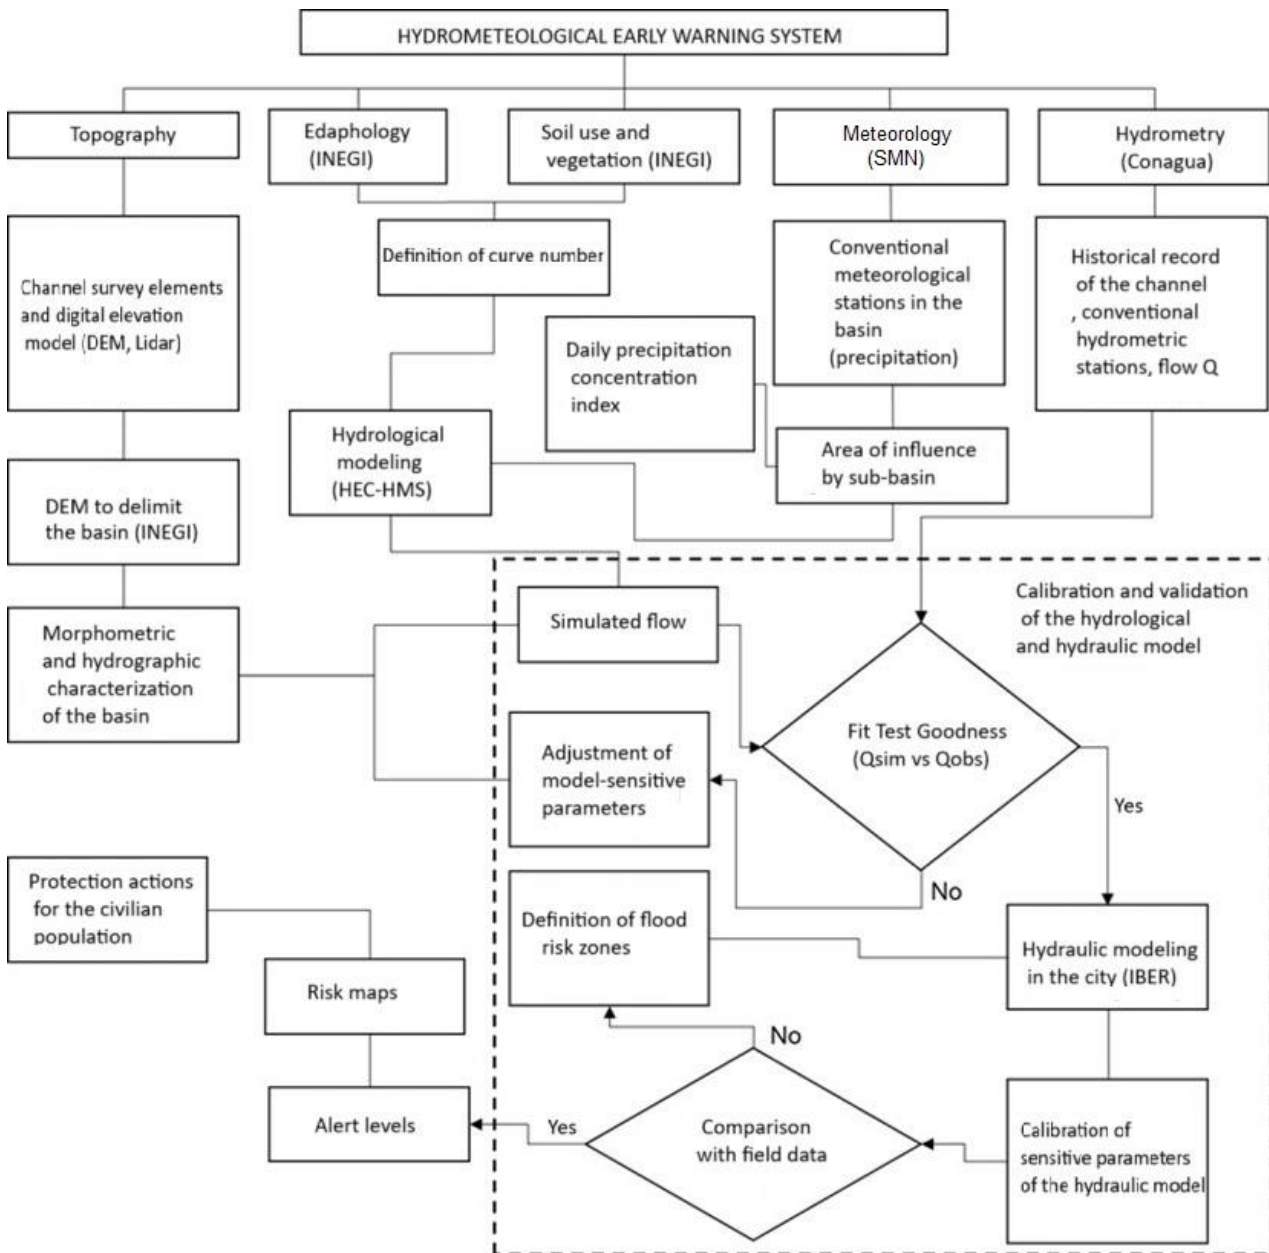 HYDROMETEOLOGICAL EARLY WARNING SYSTEM
Topography
Edaphology
(INEGI)
Soil use and
vegetation (INEGI)
Meteorology
(SMN)
Hydrometry
(Conagua)
Channel survey elements
and digital elevation
model (DEM, Lidar)
Definition of curve number
Conventional
meteorological
stations in the
basin
(precipitation)
Historical record
of the channel
, conventional
hydrometric
stations, flow Q
Daily precipitation
concentration
index
Hydrological
modeling
(HEC-HMS)
Area of influence
by sub-basin
DEM to delimit
the basin (INEGI)
Calibration and validation
of the hydrological
and hydraulic model
Simulated flow
Morphometric
and hydrographic
characterization
of the basin
Fit Test Goodness
(Qsim vs Qobs)
Adjustment of
model-sensitive
parameters
Yes
No
Protection actions
for the civilian
population
Definition of flood
risk zones
Hydraulic modeling
in the city (IBER)
Risk maps
No
Alert levels
Yes
Comparison
with field data
Calibration of
sensitive parameters
of the hydraulic model